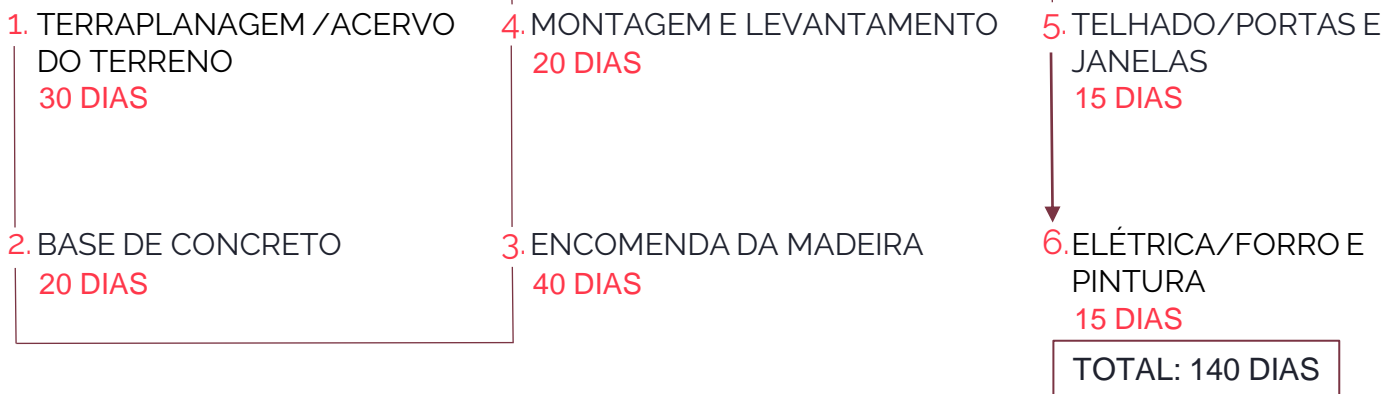 1. TERRAPLANAGEM /ACERVO
DO TERRENO
30 DIAS
2. BASE DE CONCRETO
20 DIAS
3. ENCOMENDA DA MADEIRA
40 DIAS
4. MONTAGEM E LEVANTAMENTO
20 DIAS
5. TELHADO/PORTAS E
JANELAS
15 DIAS
6. ELÉTRICA/FORRO E
PINTURA
15 DIAS
TOTAL: 140 DIAS